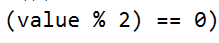 (value % 2) == 0)